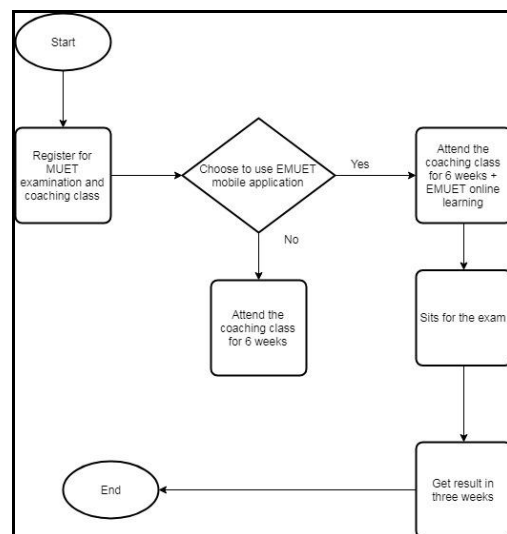 Start
Register for
MUET
examination and
coaching class
Choose to use EMUET
mobile application
Yes
Attend the
coaching class
for 6 weeks +
EMUET online
learning
No
Attend the
coaching class
for 6 weeks
Sits for the exam
Get result in
three weeks
End